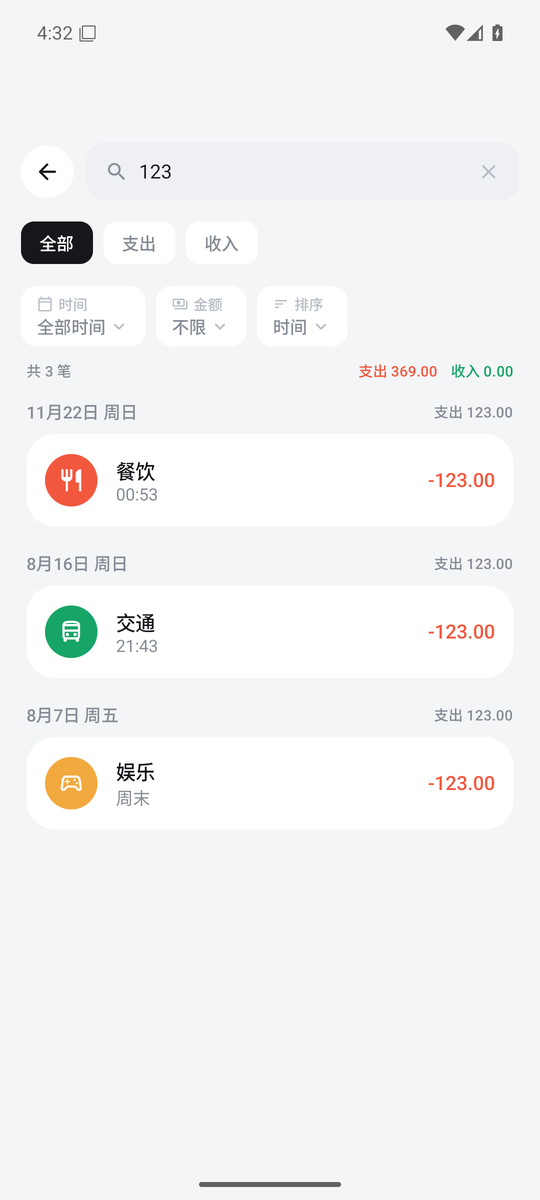 4:32
123
全部 支出 收入
时间 金额 排序
全部时间 不限 时间
共 3 笔 支出 369.00 收入 0.00
11月22日 周日 支出 123.00
餐饮
00:53
-123.00
8月16日 周日 支出 123.00
交通
21:43
-123.00
8月7日 周五 支出 123.00
娱乐
周末
-123.00